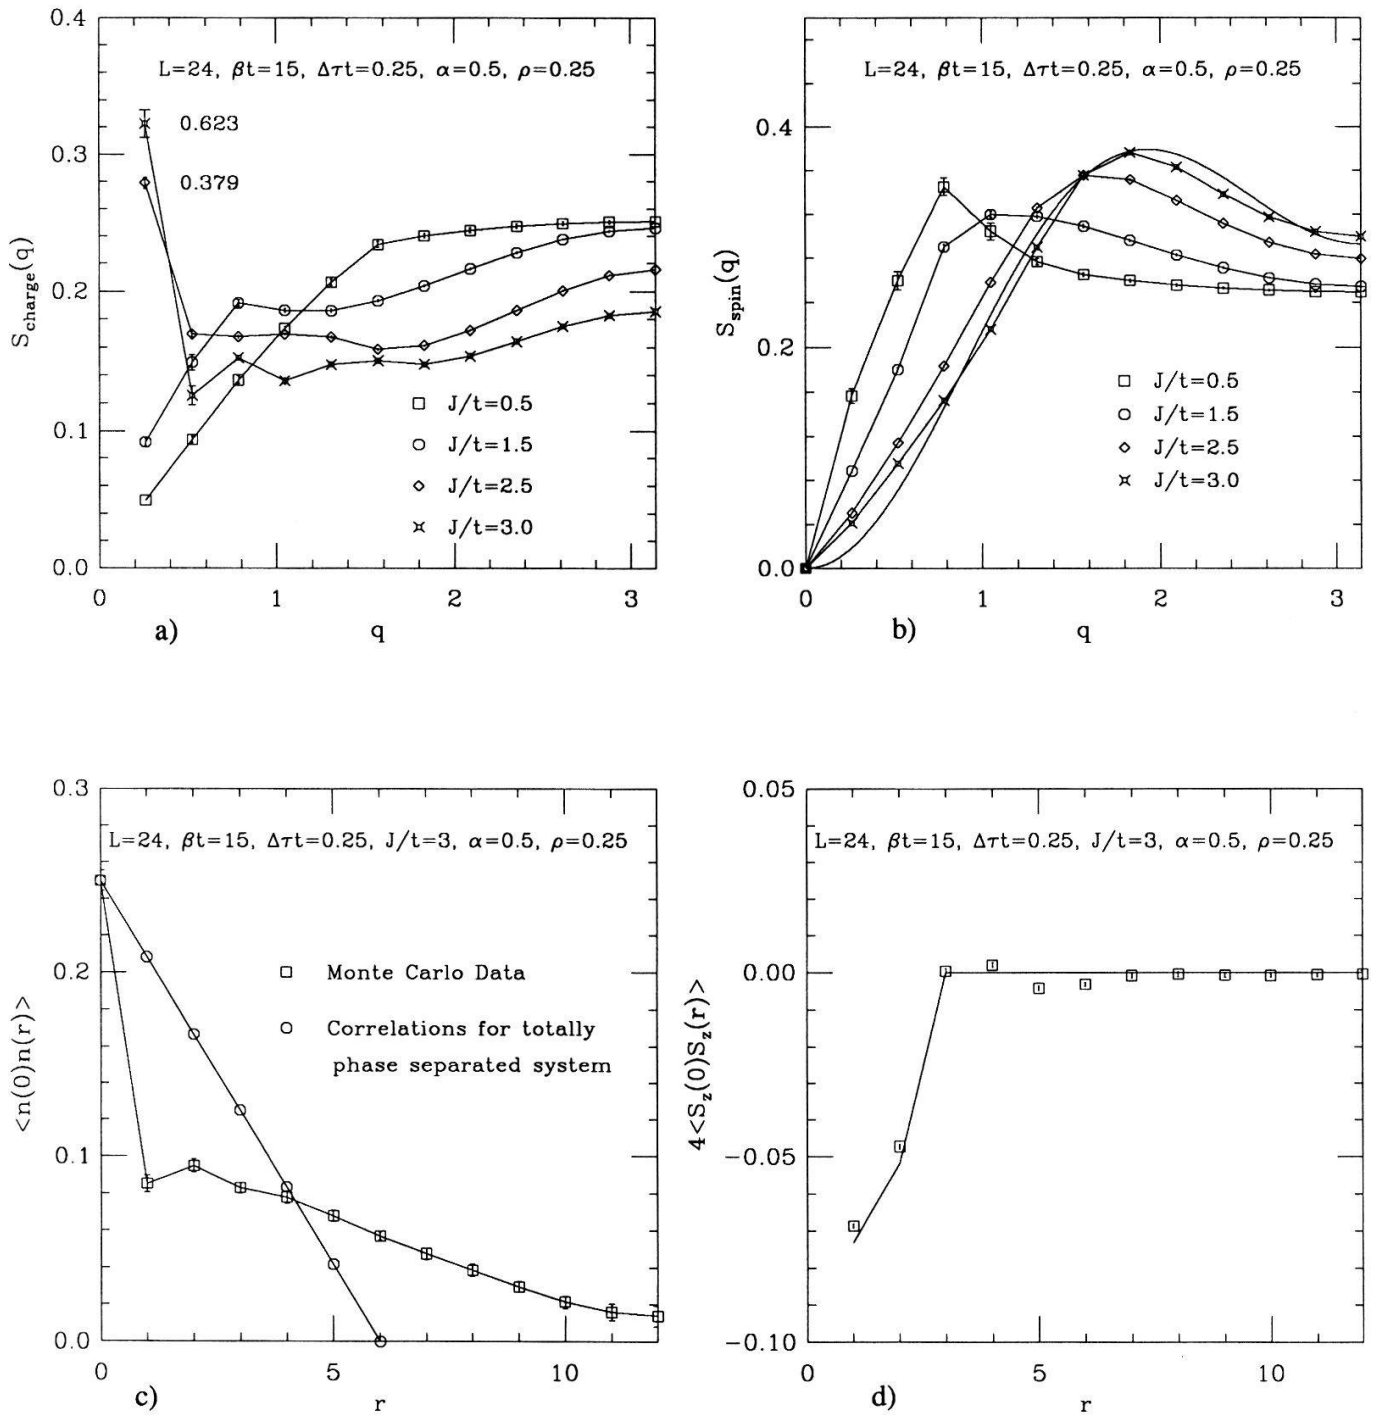 0.4
0.3
0.2
0.1
0.0
S_charge(q)
L=24, βt=15, Δτt=0.25, α=0.5, ρ=0.25
0.623
0.379
J/t=0.5
J/t=1.5
J/t=2.5
J/t=3.0
0 1 2 3
a) q
0.4
0.2
0.0
S_spin(q)
L=24, βt=15, Δτt=0.25, α=0.5, ρ=0.25
J/t=0.5
J/t=1.5
J/t=2.5
J/t=3.0
0 1 2 3
b) q
0.3
0.2
0.1
0.0
<n(0)n(r)>
L=24, βt=15, Δτt=0.25, J/t=3, α=0.5, ρ=0.25
Monte Carlo Data
Correlations for totally
phase separated system
0 5 10
c) r
0.05
0.00
−0.05
−0.10
4<S_z(0)S_z(r)>
L=24, βt=15, Δτt=0.25, J/t=3, α=0.5, ρ=0.25
0 5 10
d) r